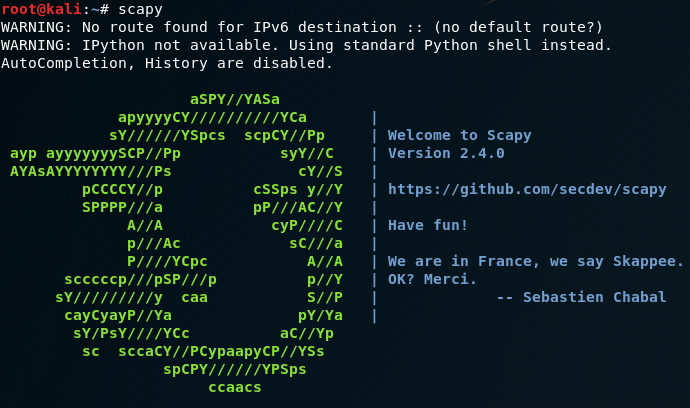 root@kali:~# scapy
WARNING: No route found for IPv6 destination :: (no default route?)
WARNING: IPython not available. Using standard Python shell instead.
AutoCompletion, History are disabled.
                     aSPY//YASa
             apyyyyCY//////////YCa       |
            sY//////YSpcs  scpCY//Pp     | Welcome to Scapy
 ayp ayyyyyyySCP//Pp           syY//C    | Version 2.4.0
 AYAsAYYYYYYYY///Ps              cY//S   |
         pCCCCY//p          cSSps y//Y   | https://github.com/secdev/scapy
         SPPPP///a          pP///AC//Y   |
              A//A            cyP////C   | Have fun!
              p///Ac            sC///a   |
              P////YCpc           A//A   | We are in France, we say Skappee.
       scccccp///pSP///p          p//Y   | OK? Merci.
      sY/////////y  caa           S//P   |             -- Sebastien Chabal
       cayCyayP//Ya              pY/Ya   |
        sY/PsY////YCc          aC//Yp
         sc  sccaCY//PCypaapyCP//YSs
                  spCPY//////YPSps
                       ccaacs